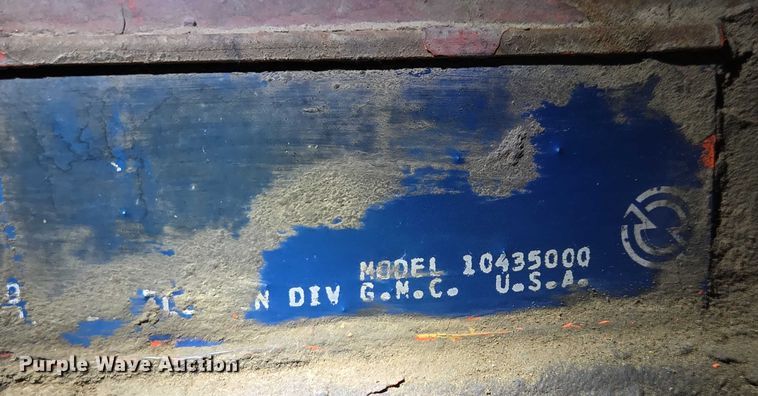 MODEL 10435000
N DIV G.M.C. U.S.A.
Purple Wave Auction